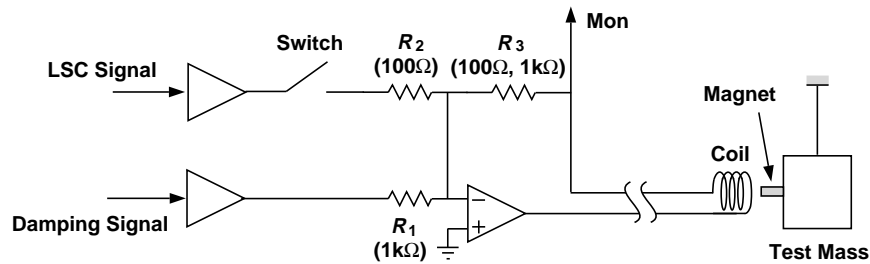 Mon
Switch
R2
(100Ω)
R3
(100Ω, 1kΩ)
LSC Signal
Magnet
Coil
Damping Signal
R1
(1kΩ)
−
+
Test Mass